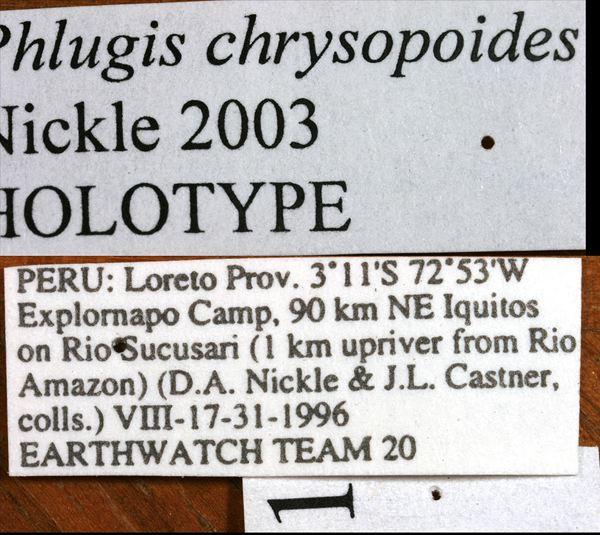 Phlugis chrysopoides
Nickle 2003
HOLOTYPE
PERU: Loreto Prov. 3°11'S 72°53'W
Explornapo Camp, 90 km NE Iquitos
on Rio Sucusari (1 km upriver from Rio
Amazon) (D.A. Nickle & J.L. Castner,
colls.) VIII-17-31-1996
EARTHWATCH TEAM 20
1